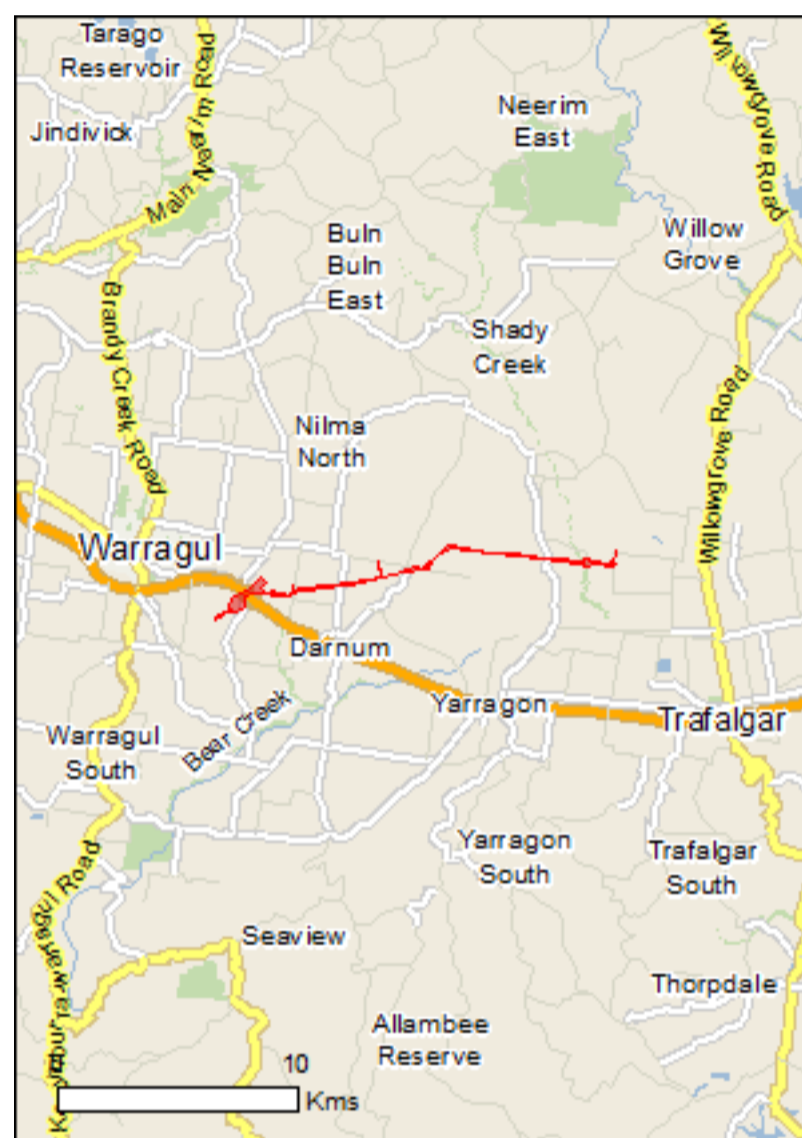 Tarago
Reservoir
Main Neerim Road
Willowgrove Road
Jindivick
Neerim
East
Willow
Grove
Buln
Buln
East
Brandy Creek Road
Shady
Creek
Nilma
North
Willowgrove Road
Warragul
Darnum
Yarragon
Trafalgar
Bear Creek
Warragul
South
Yarragon
South
Trafalgar
South
Seaview
Thorpdale
Allambee
Reserve
10
Kms